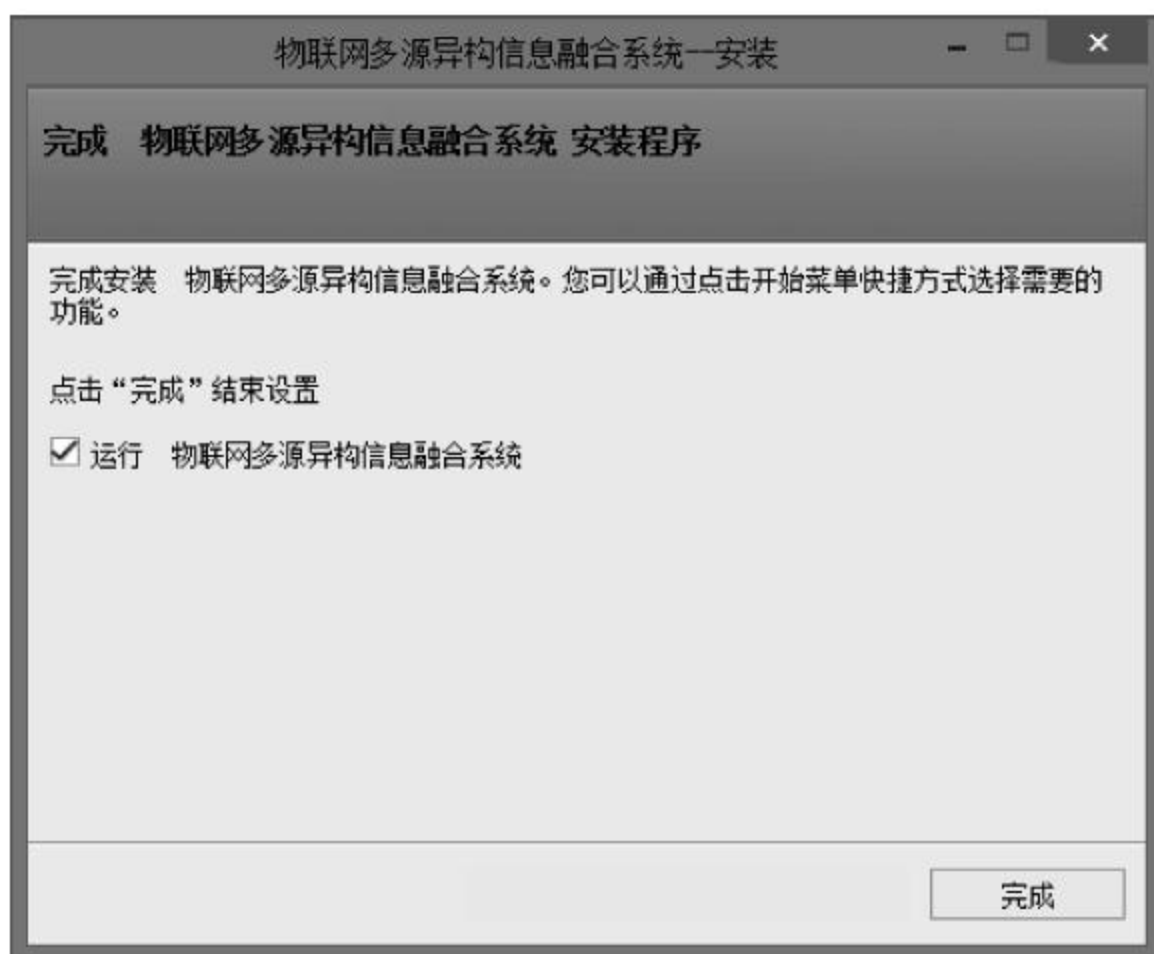 物联网多源异构信息融合系统一安装
完成 物联网多源异构信息融合系统 安装程序
完成安装 物联网多源异构信息融合系统。您可以通过点击开始菜单快捷方式选择需要的
功能。
点击“完成”结束设置
运行 物联网多源异构信息融合系统
完成